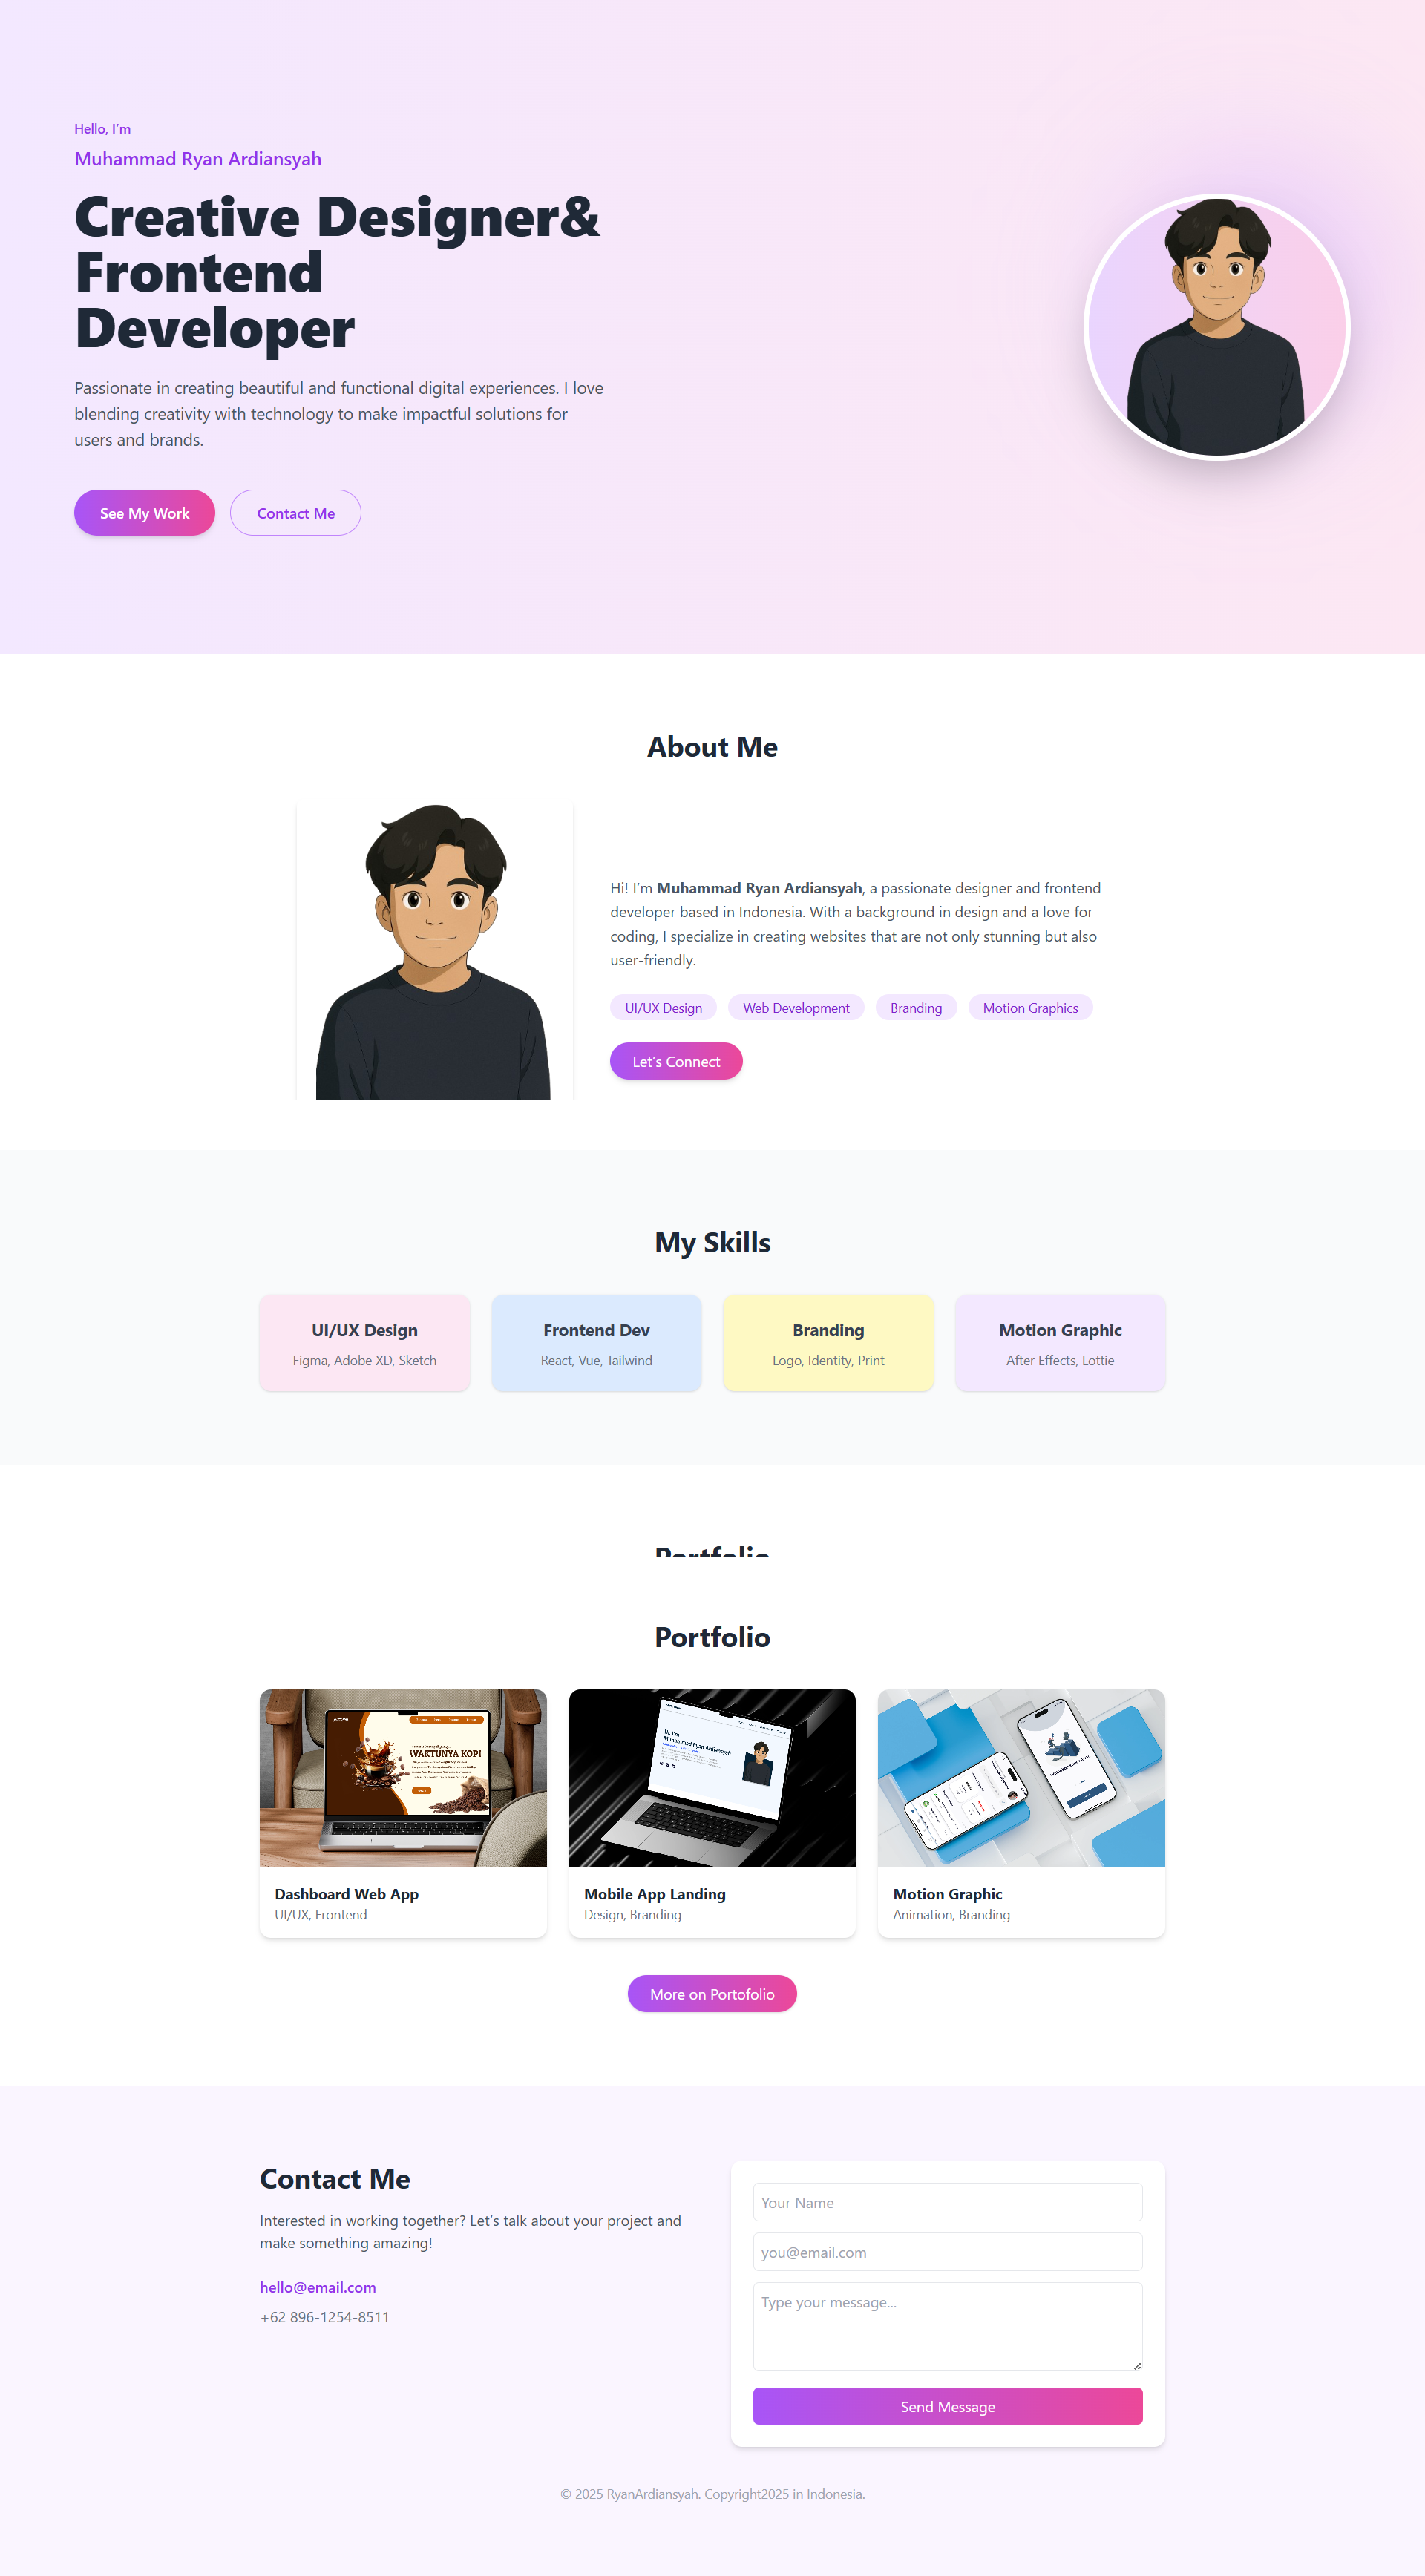 Hello, I'm
Muhammad Ryan Ardiansyah
Creative Designer&
Frontend
Developer
Passionate in creating beautiful and functional digital experiences. I love
blending creativity with technology to make impactful solutions for
users and brands.
See My Work
Contact Me
About Me
Hi! I'm Muhammad Ryan Ardiansyah, a passionate designer and frontend
developer based in Indonesia. With a background in design and a love for
coding, I specialize in creating websites that are not only stunning but also
user-friendly.
UI/UX Design
Web Development
Branding
Motion Graphics
Let's Connect
My Skills
UI/UX Design
Figma, Adobe XD, Sketch
Frontend Dev
React, Vue, Tailwind
Branding
Logo, Identity, Print
Motion Graphic
After Effects, Lottie
Portfolio
Portfolio
WAKTUNYA KOPI
Hi, I'm
Muhammad Ryan Ardiansyah
Dashboard Web App
UI/UX, Frontend
Mobile App Landing
Design, Branding
Motion Graphic
Animation, Branding
More on Portofolio
Contact Me
Interested in working together? Let's talk about your project and
make something amazing!
hello@email.com
+62 896-1254-8511
Your Name
you@email.com
Type your message...
Send Message
© 2025 RyanArdiansyah. Copyright2025 in Indonesia.